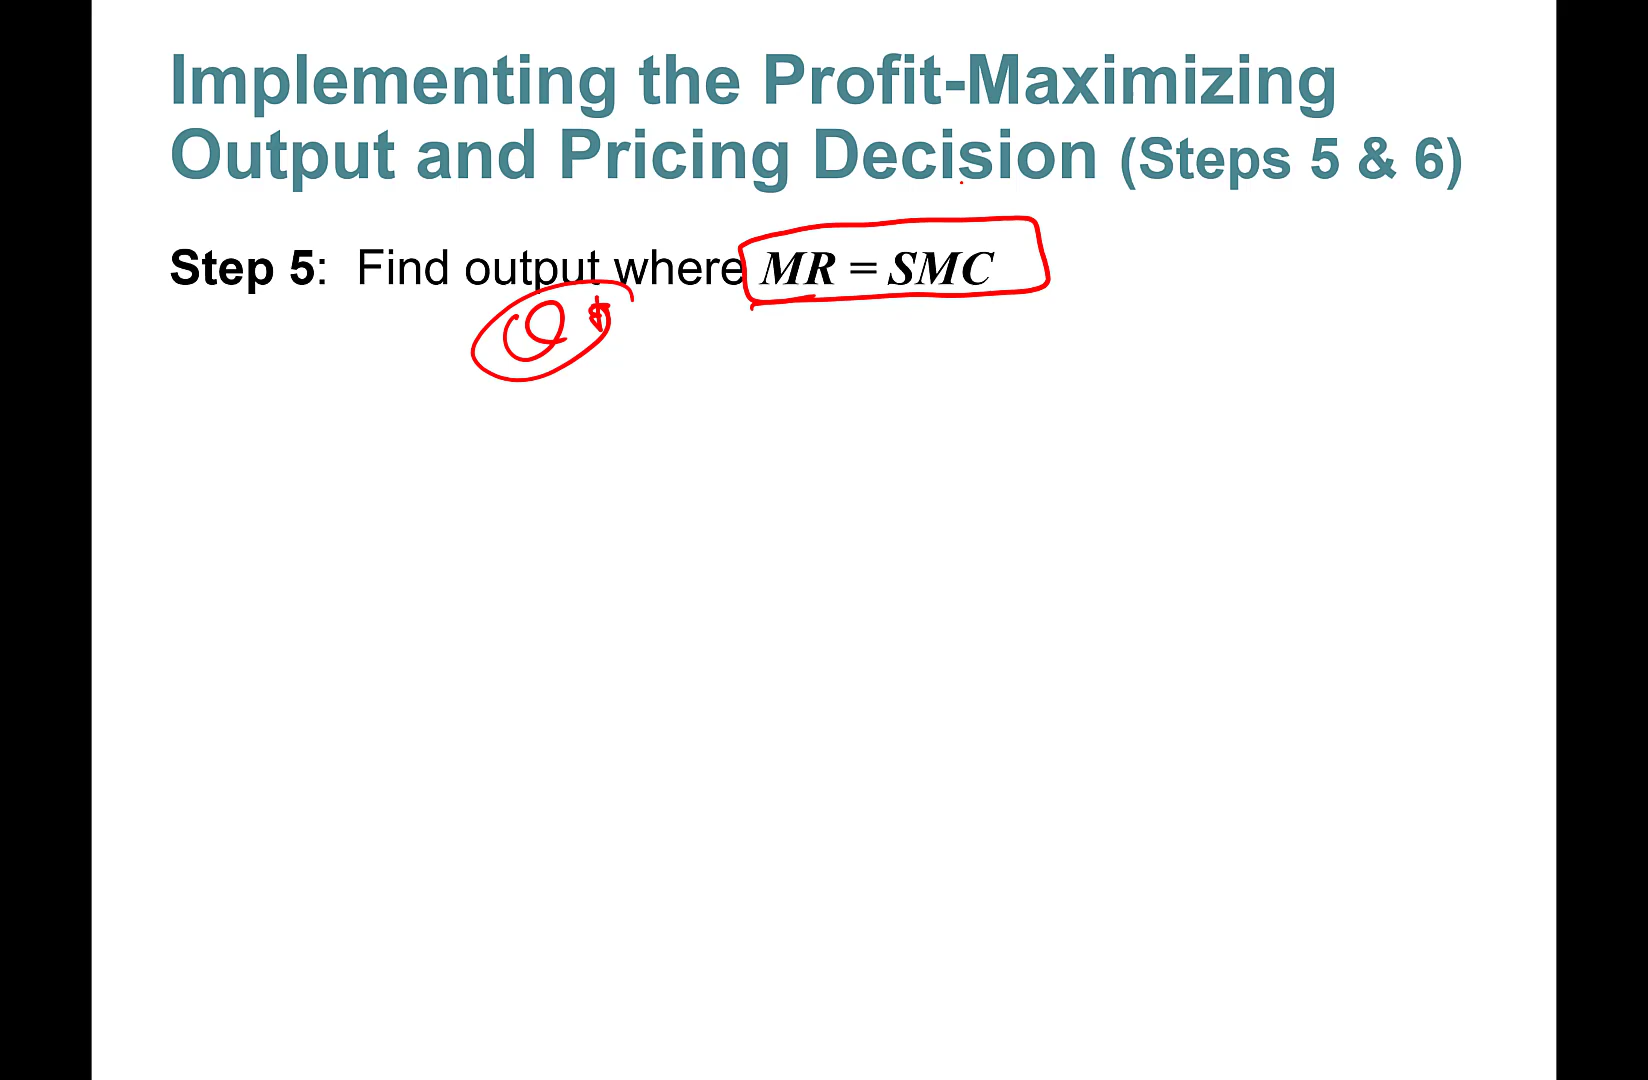 Implementing the Profit-Maximizing
Output and Pricing Decision (Steps 5 & 6)
Step 5: Find output where MR = SMC
Q*